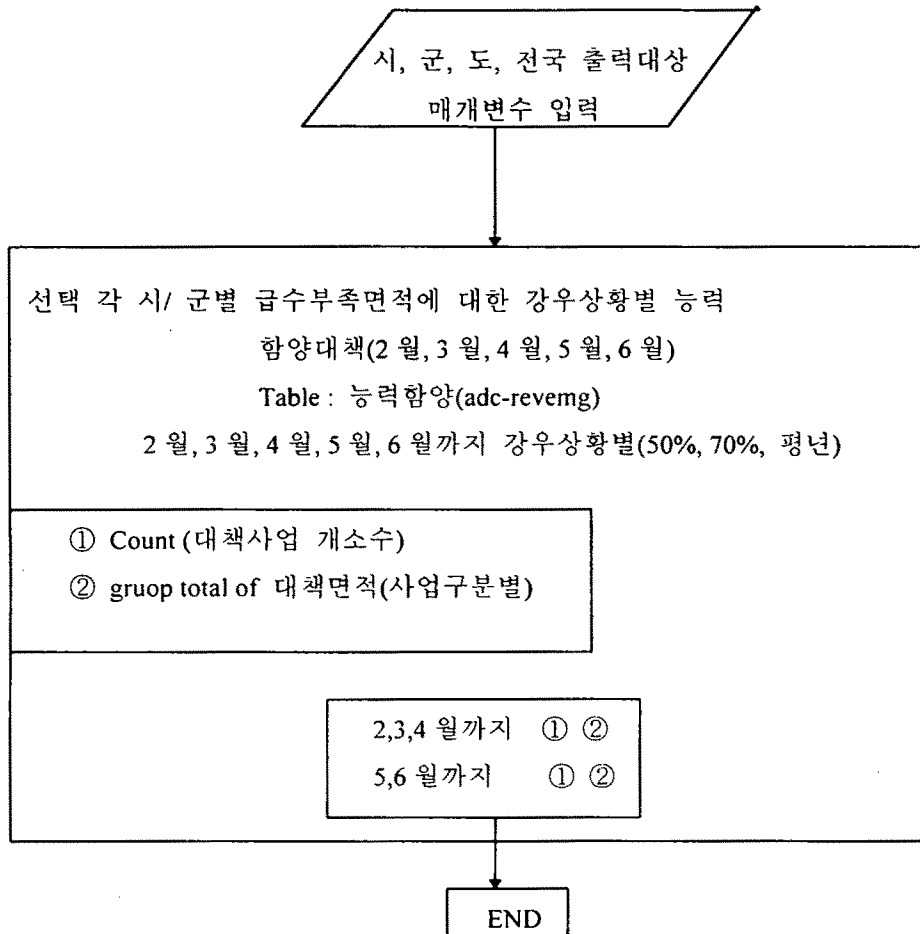 시, 군, 도, 전국 출력대상
매개변수 입력
선택 각 시/ 군별 급수부족면적에 대한 강우상황별 능력
함양대책(2 월, 3 월, 4 월, 5 월, 6 월)
Table : 능력함양(adc-revemg)
2 월, 3 월, 4 월, 5 월, 6 월까지 강우상황별(50%, 70%, 평년)
① Count (대책사업 개소수)
② gruop total of 대책면적(사업구분별)
2,3,4 월까지 ① ②
5,6 월까지 ① ②
END